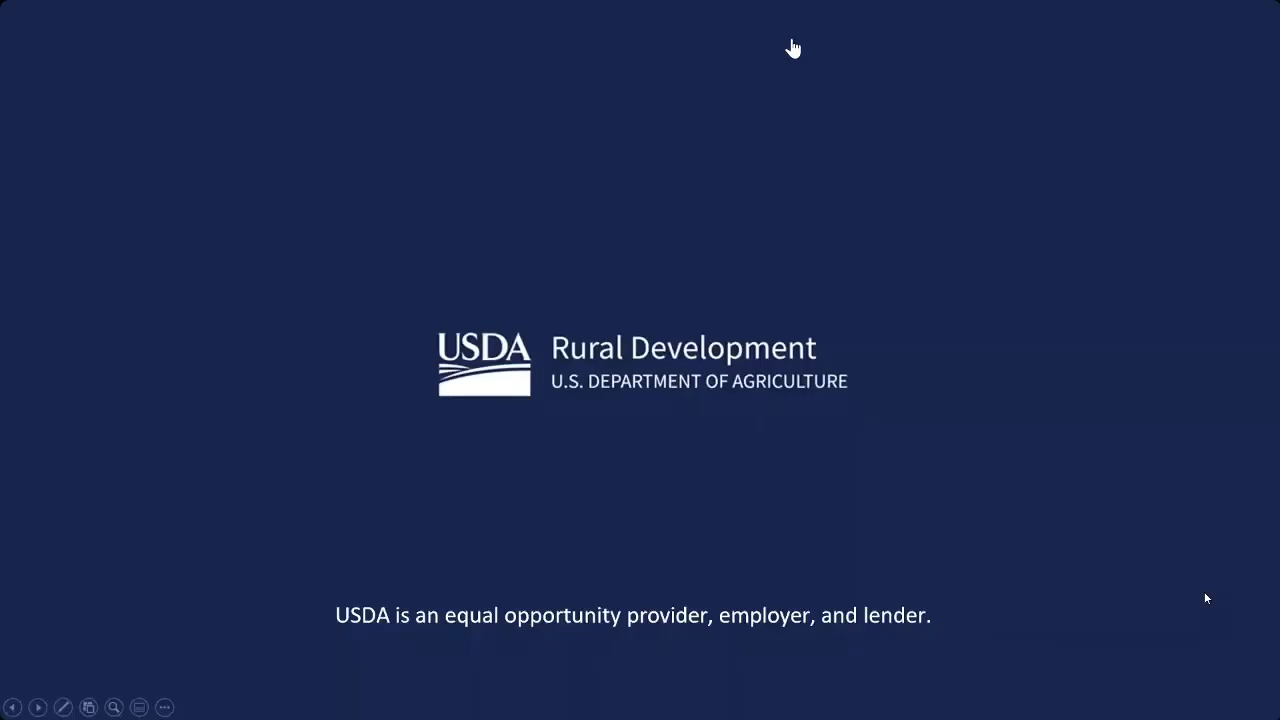 USDA
Rural Development
U.S. DEPARTMENT OF AGRICULTURE
USDA is an equal opportunity provider, employer, and lender.